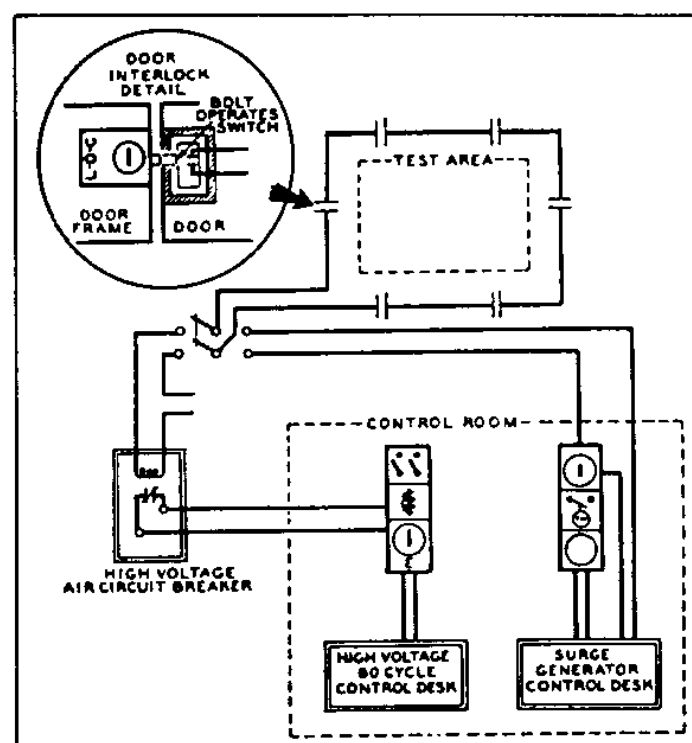 DOOR
INTERLOCK
DETAIL
BOLT
OPERATES
SWITCH
DOOR
FRAME
DOOR
TEST AREA
CONTROL ROOM
HIGH VOLTAGE
AIR CIRCUIT BREAKER
HIGH VOLTAGE
60 CYCLE
CONTROL DESK
SURGE
GENERATOR
CONTROL DESK